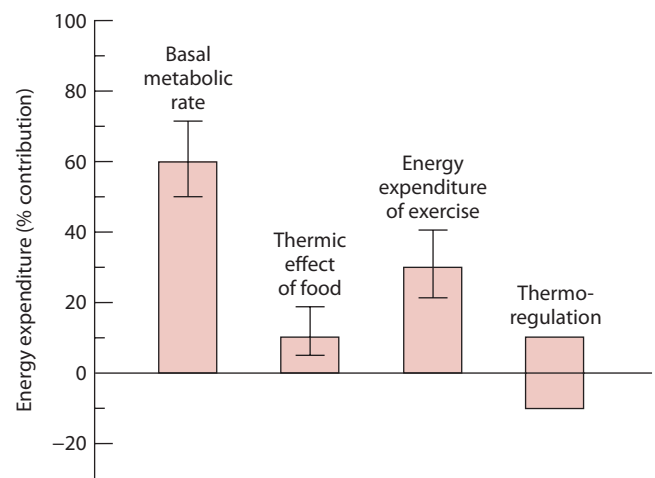 Energy expenditure (% contribution)
100
80
60
40
20
0
−20
Basal
metabolic
rate
Thermic
effect
of food
Energy
expenditure
of exercise
Thermo-
regulation